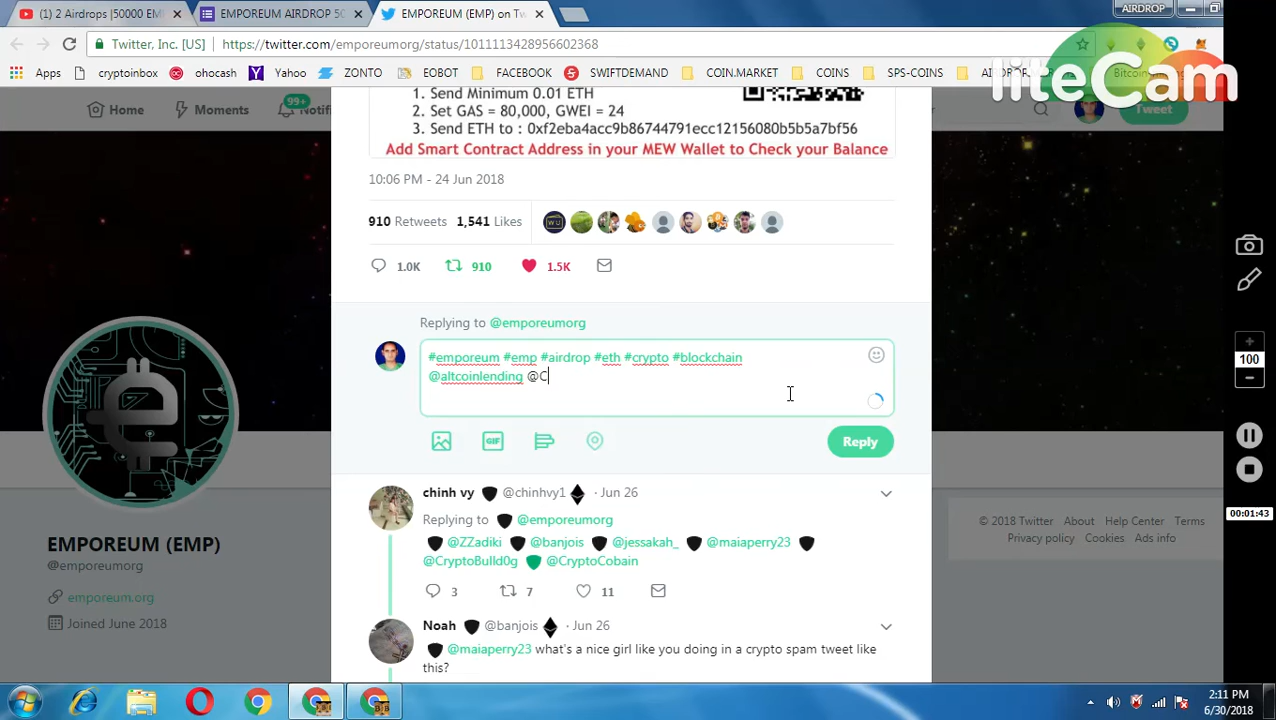 (1) 2 Airdrops |50000 EMI
EMPOREUM AIRDROP 50
EMPOREUM (EMP) on Tw
AIRDROP
Twitter, Inc. [US]
https://twitter.com/emporeumorg/status/1011113428956602368
Apps
cryptoinbox
ohocash
Yahoo
ZONTO
EOBOT
FACEBOOK
SWIFTDEMAND
COIN.MARKET
COINS
SPS-COINS
liteCam
Home
Moments
99+
Notifi
Tweet
1. Send Minimum 0.01 ETH
2. Set GAS = 80,000, GWEI = 24
3. Send ETH to : 0xf2eba4acc9b86744791ecc12156080b5b5a7bf56
Add Smart Contract Address in your MEW Wallet to Check your Balance
10:06 PM - 24 Jun 2018
910 Retweets 1,541 Likes
1.0K
910
1.5K
Replying to @emporeumorg
#emporeum #emp #airdrop #eth #crypto #blockchain
@altcoinlending @C
GIF
Reply
chinh vy @chinhvy1 · Jun 26
Replying to @emporeumorg
@ZZadiki @banjois @jessakah_ @maiaperry23
@CryptoBulld0g @CryptoCobain
3
7
11
Noah @banjois · Jun 26
@maiaperry23 what's a nice girl like you doing in a crypto spam tweet like
this?
EMPOREUM (EMP)
@emporeumorg
emporeum.org
Joined June 2018
© 2018 Twitter About Help Center Terms
Privacy policy Cookies Ads info
100
00:01:43
2:11 PM
6/30/2018